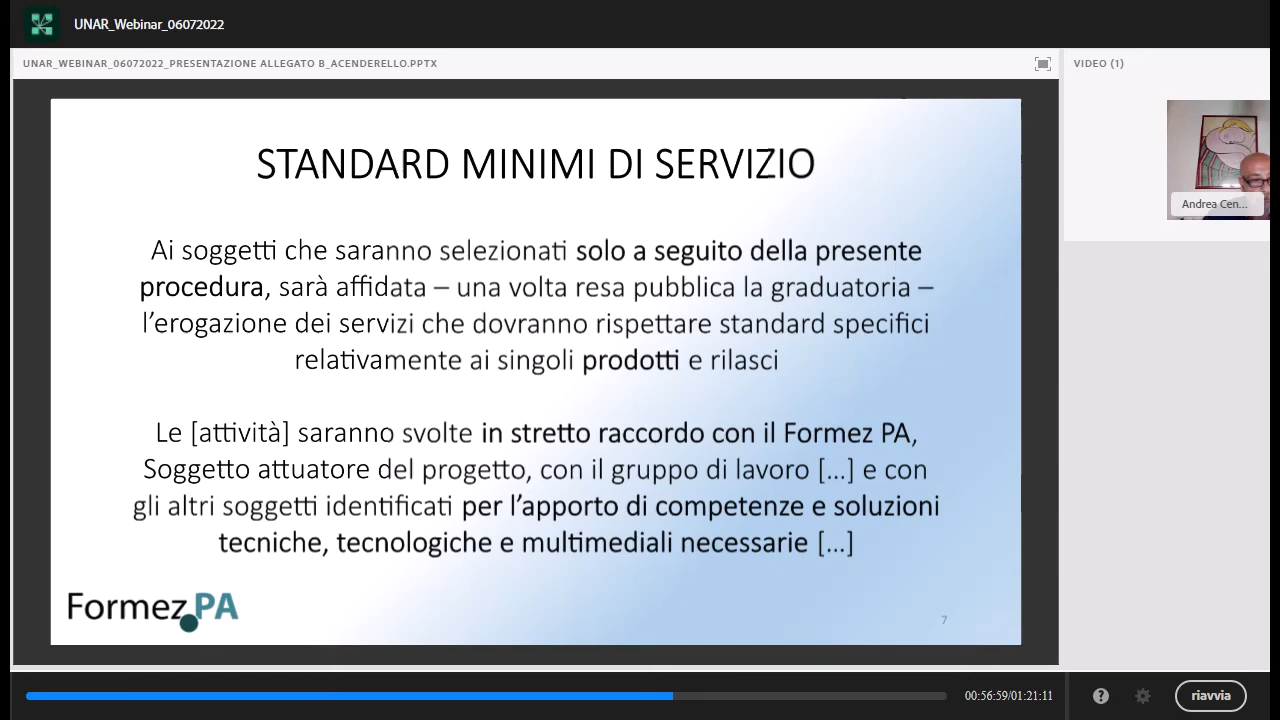 UNAR_Webinar_06072022
UNAR_WEBINAR_06072022_PRESENTAZIONE ALLEGATO B_ACENDERELLO.PPTX
VIDEO (1)
STANDARD MINIMI DI SERVIZIO
Ai soggetti che saranno selezionati solo a seguito della presente
procedura, sarà affidata – una volta resa pubblica la graduatoria –
l’erogazione dei servizi che dovranno rispettare standard specifici
relativamente ai singoli prodotti e rilasci
Le [attività] saranno svolte in stretto raccordo con il Formez PA,
Soggetto attuatore del progetto, con il gruppo di lavoro [...] e con
gli altri soggetti identificati per l’apporto di competenze e soluzioni
tecniche, tecnologiche e multimediali necessarie [...]
Formez PA
7
Andrea Cen...
00:56:59/01:21:11
?
riavvia